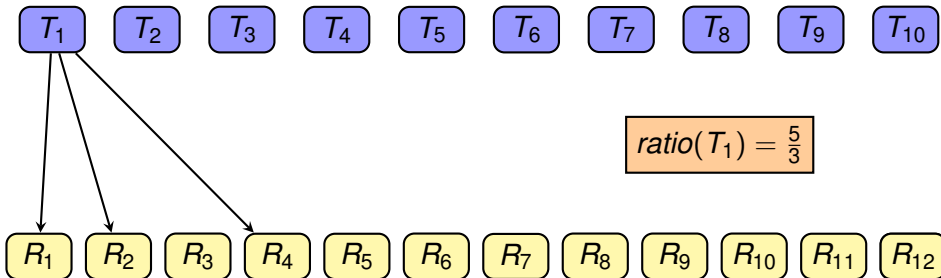 T₁ T₂ T₃ T₄ T₅ T₆ T₇ T₈ T₉ T₁₀
ratio(T₁) = 5/3
R₁ R₂ R₃ R₄ R₅ R₆ R₇ R₈ R₉ R₁₀ R₁₁ R₁₂